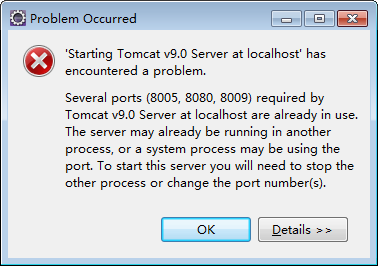 Problem Occurred
'Starting Tomcat v9.0 Server at localhost' has
encountered a problem.
Several ports (8005, 8080, 8009) required by
Tomcat v9.0 Server at localhost are already in use.
The server may already be running in another
process, or a system process may be using the
port. To start this server you will need to stop the
other process or change the port number(s).
OK
Details >>